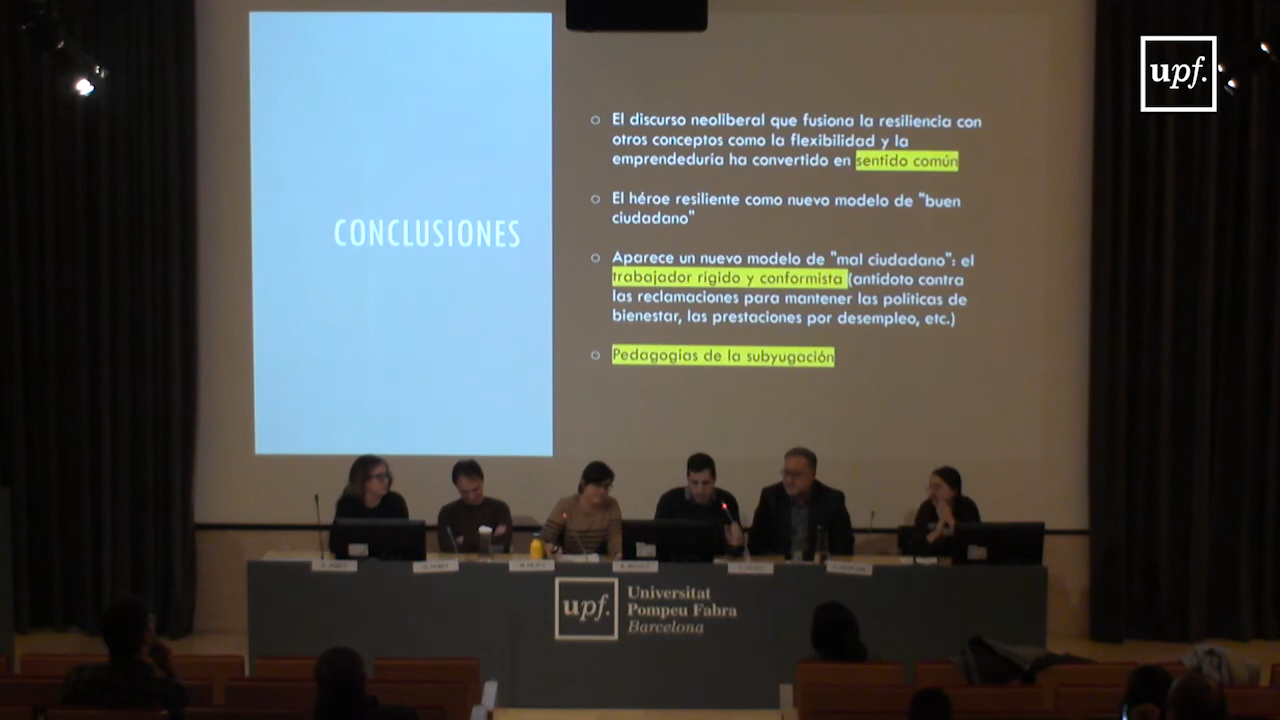 upf.
El discurso neoliberal que fusiona la resiliencia con
otros conceptos como la flexibilidad y la
emprendeduría ha convertido en sentido común
El héroe resiliente como nuevo modelo de "buen
ciudadano"
CONCLUSIONES
Aparece un nuevo modelo de "mal ciudadano": el
trabajador rígido y conformista (antídoto contra
las reclamaciones para mantener las políticas de
bienestar, las prestaciones por desempleo, etc.)
Pedagogías de la subyugación
upf.
Universitat
Pompeu Fabra
Barcelona